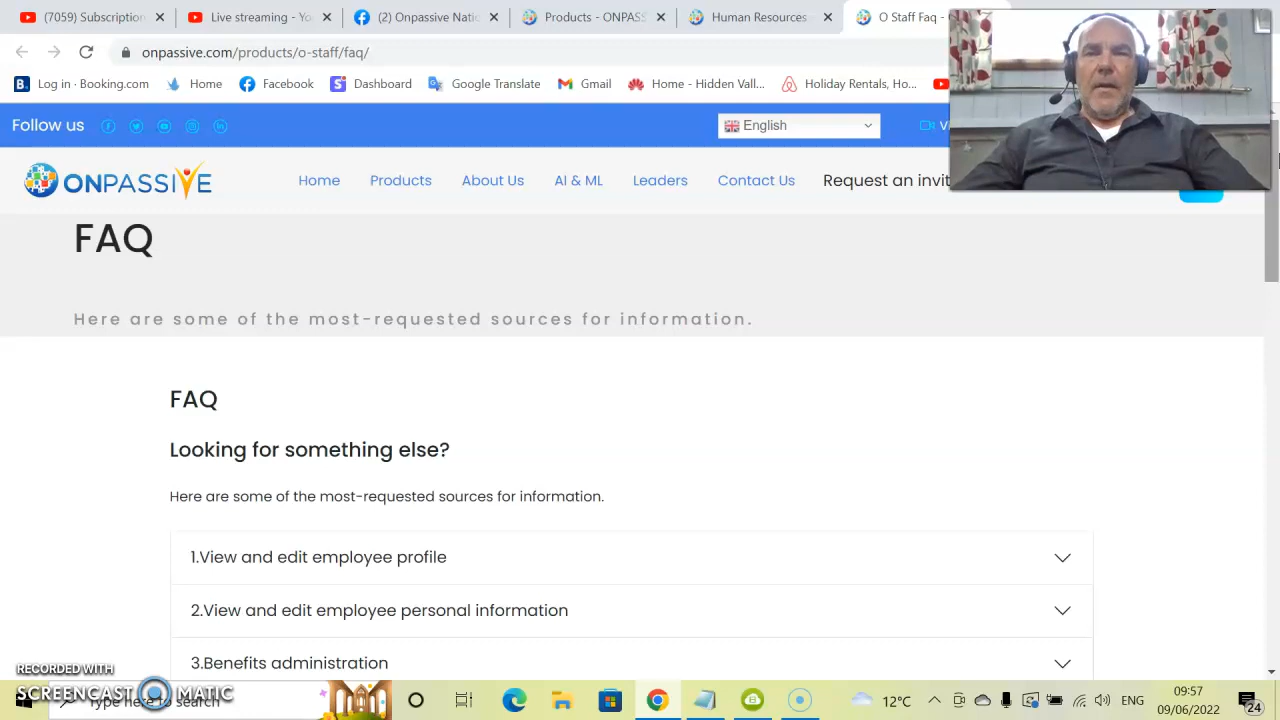 (7059) Subscription
Live streaming - Yo
(2) Onpassive Natio
Products - ONPASS
Human Resources
O Staff Faq - O
onpassive.com/products/o-staff/faq/
B. Log in · Booking.com
Home
Facebook
Dashboard
Google Translate
Gmail
Home - Hidden Vall...
Holiday Rentals, Ho...
Follow us
English
ONPASSIVE
Home
Products
About Us
AI & ML
Leaders
Contact Us
Request an invit
FAQ
Here are some of the most-requested sources for information.
FAQ
Looking for something else?
Here are some of the most-requested sources for information.
1.View and edit employee profile
2.View and edit employee personal information
3.Benefits administration
RECORDED WITH
SCREENCAST MATIC
Type here to search
12°C
ENG
09:57
09/06/2022
24